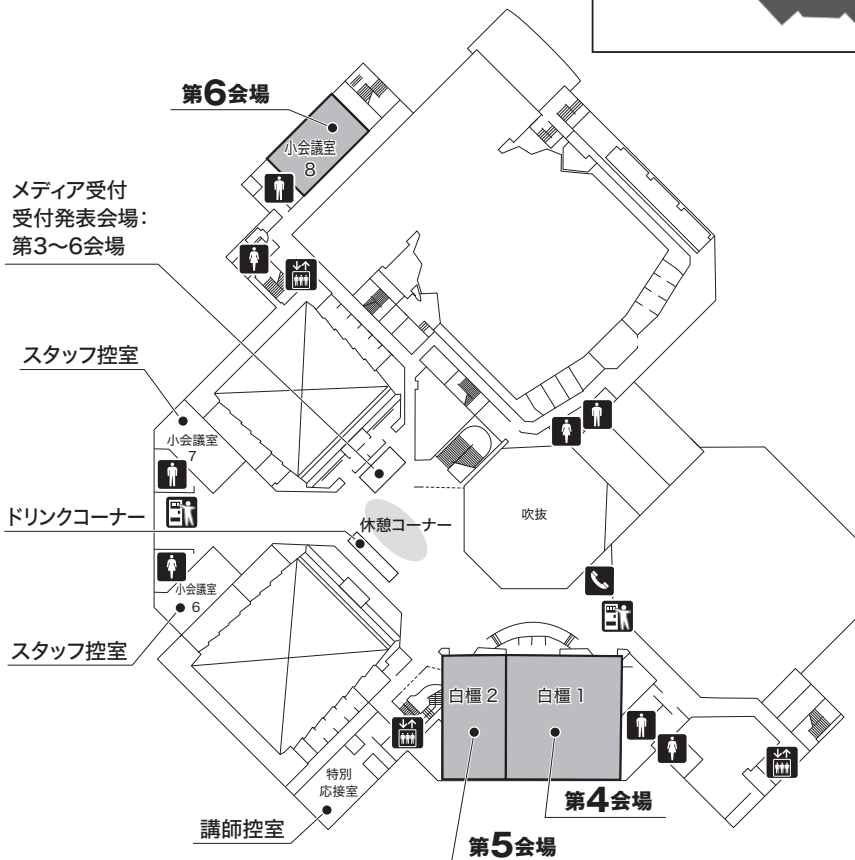 第6会場
小会議室
8
メディア受付
受付発表会場：
第3〜6会場
スタッフ控室
小会議室
7
ドリンクコーナー
休憩コーナー
吹抜
小会議室
6
スタッフ控室
白橿 2
白橿 1
特別
応接室
第4会場
講師控室
第5会場